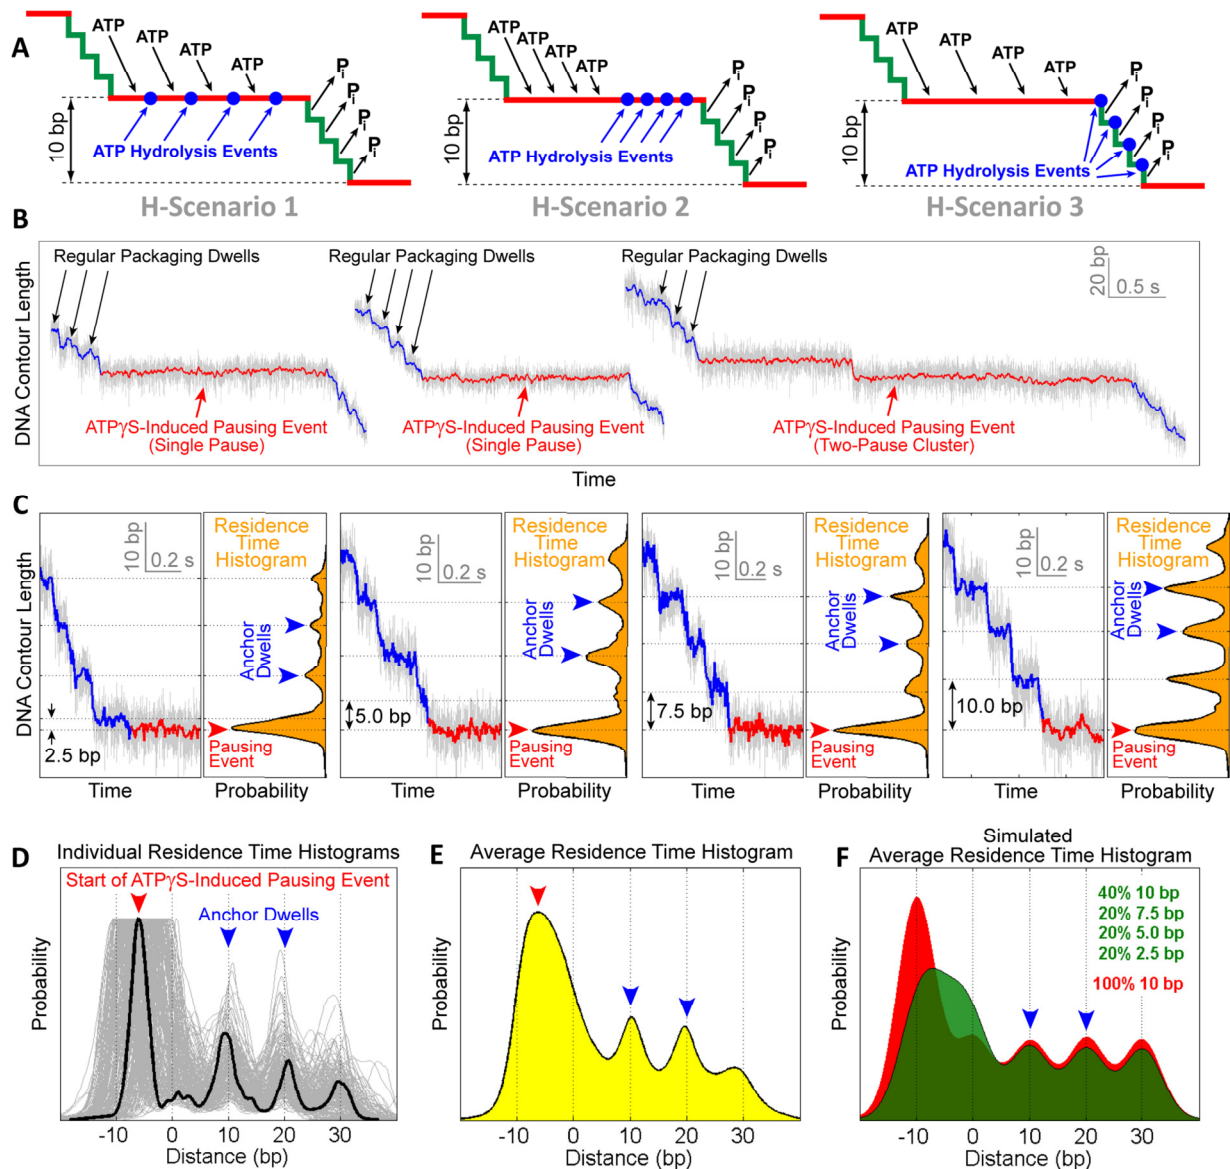 A
ATP
ATP
ATP
ATP
Pi
Pi
Pi
Pi
10 bp
ATP Hydrolysis Events
H-Scenario 1
ATP
ATP
ATP
ATP
Pi
Pi
Pi
Pi
10 bp
ATP Hydrolysis Events
H-Scenario 2
ATP
ATP
ATP
ATP
Pi
Pi
Pi
Pi
10 bp
ATP Hydrolysis Events
H-Scenario 3
B
DNA Contour Length
Regular Packaging Dwells
Regular Packaging Dwells
Regular Packaging Dwells
20 bp
0.5 s
ATPγS-Induced Pausing Event
(Single Pause)
ATPγS-Induced Pausing Event
(Single Pause)
ATPγS-Induced Pausing Event
(Two-Pause Cluster)
Time
C
DNA Contour Length
10 bp
0.2 s
2.5 bp
Time
Residence
Time
Histogram
Anchor
Dwells
Pausing
Event
Probability
10 bp
0.2 s
5.0 bp
Time
Residence
Time
Histogram
Anchor
Dwells
Pausing
Event
Probability
10 bp
0.2 s
7.5 bp
Time
Residence
Time
Histogram
Anchor
Dwells
Pausing
Event
Probability
10 bp
0.2 s
10.0 bp
Time
Residence
Time
Histogram
Anchor
Dwells
Pausing
Event
Probability
D
Individual Residence Time Histograms
Start of ATPγS-Induced Pausing Event
Anchor Dwells
Probability
-10 0 10 20 30
Distance (bp)
E
Average Residence Time Histogram
Probability
-10 0 10 20 30
Distance (bp)
F
Simulated
Average Residence Time Histogram
40% 10 bp
20% 7.5 bp
20% 5.0 bp
20% 2.5 bp
100% 10 bp
Probability
-10 0 10 20 30
Distance (bp)